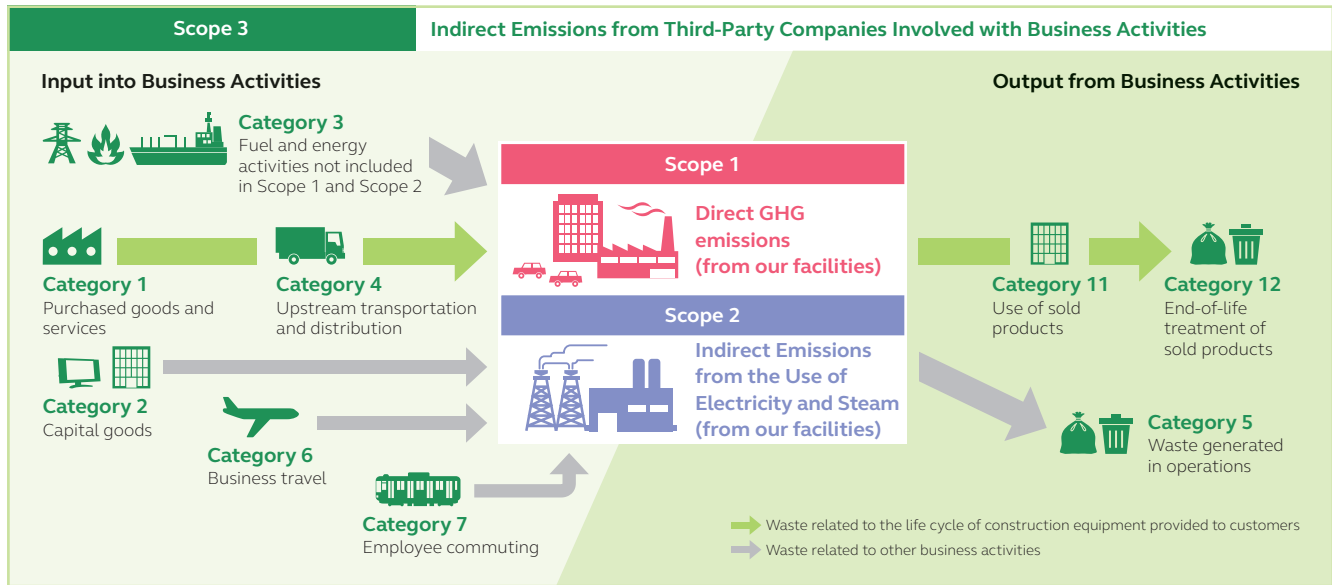 Scope 3
Indirect Emissions from Third-Party Companies Involved with Business Activities
Input into Business Activities
Output from Business Activities
Category 3
Fuel and energy
activities not included
in Scope 1 and Scope 2
Category 1
Purchased goods and
services
Category 4
Upstream transportation
and distribution
Category 2
Capital goods
Category 6
Business travel
Category 7
Employee commuting
Scope 1
Direct GHG
emissions
(from our facilities)
Scope 2
Indirect Emissions
from the Use of
Electricity and Steam
(from our facilities)
Category 11
Use of sold
products
Category 12
End-of-life
treatment of
sold products
Category 5
Waste generated
in operations
Waste related to the life cycle of construction equipment provided to customers
Waste related to other business activities